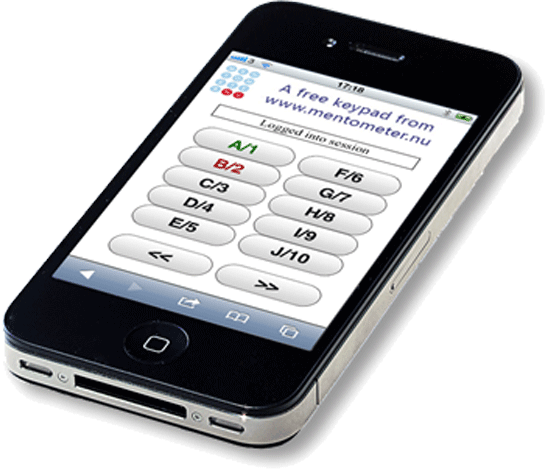 3
17:18
A free keypad from
www.mentometer.nu
Logged into session
A/1
F/6
B/2
G/7
C/3
H/8
D/4
I/9
E/5
J/10
<<
>>